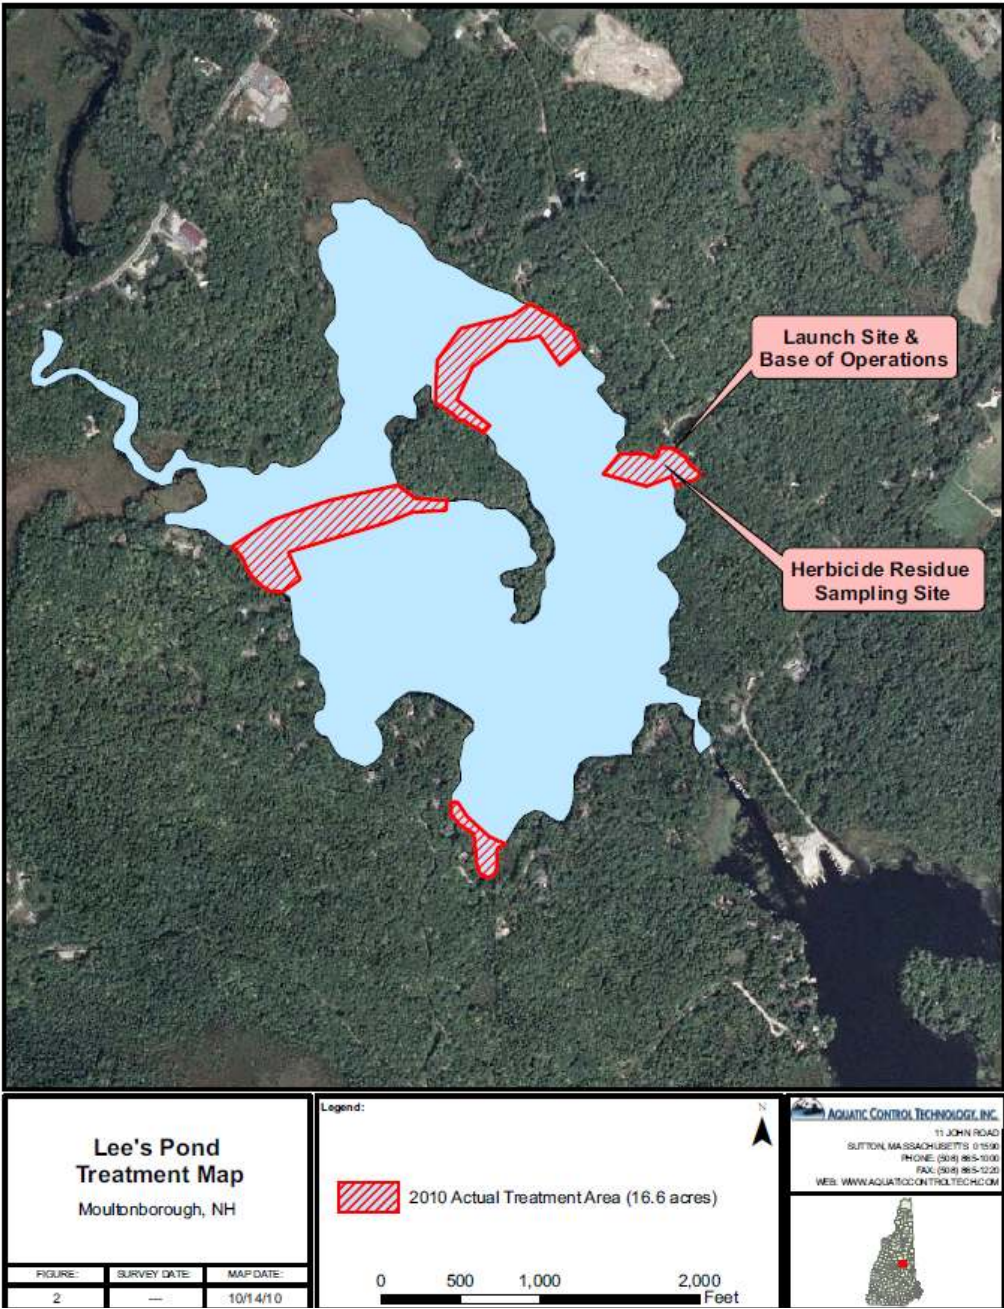 Launch Site &
Base of Operations
Herbicide Residue
Sampling Site
Lee's Pond
Treatment Map
Moultonborough, NH
FIGURE:
SURVEY DATE:
MAP DATE:
2
---
10/14/10
Legend:
N
2010 Actual Treatment Area (16.6 acres)
0
500
1,000
2,000
Feet
AQUATIC CONTROL TECHNOLOGY, INC.
11 JOHN ROAD
SUTTON, MASSACHUSETTS 01590
PHONE: (508) 865-1000
FAX: (508) 865-1220
WEB: WWW.AQUATICCONTROLTECH.COM